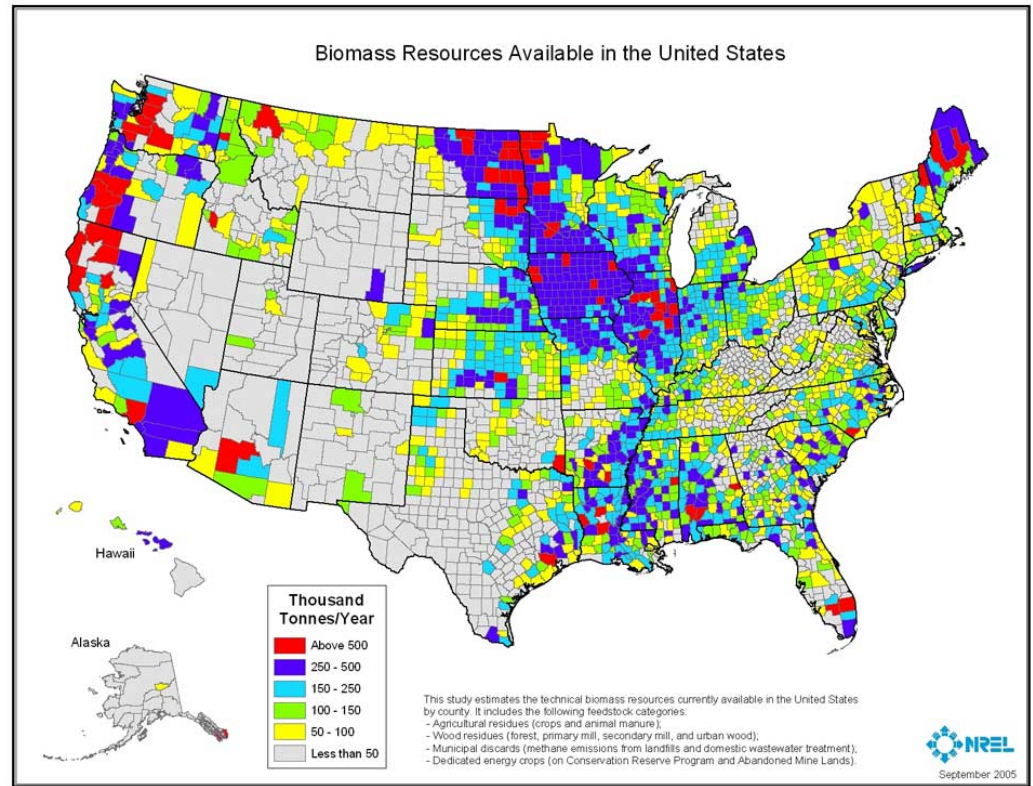 Biomass Resources Available in the United States
Hawaii
Alaska
Thousand
Tonnes/Year
Above 500
250 - 500
150 - 250
100 - 150
50 - 100
Less than 50
This study estimates the technical biomass resources currently available in the United States
by county. It includes the following feedstock categories:
- Agricultural residues (crops and animal manure);
- Wood residues (forest, primary mill, secondary mill, and urban wood);
- Municipal discards (methane emissions from landfills and domestic wastewater treatment);
- Dedicated energy crops (on Conservation Reserve Program and Abandoned Mine Lands).
NREL
September 2005